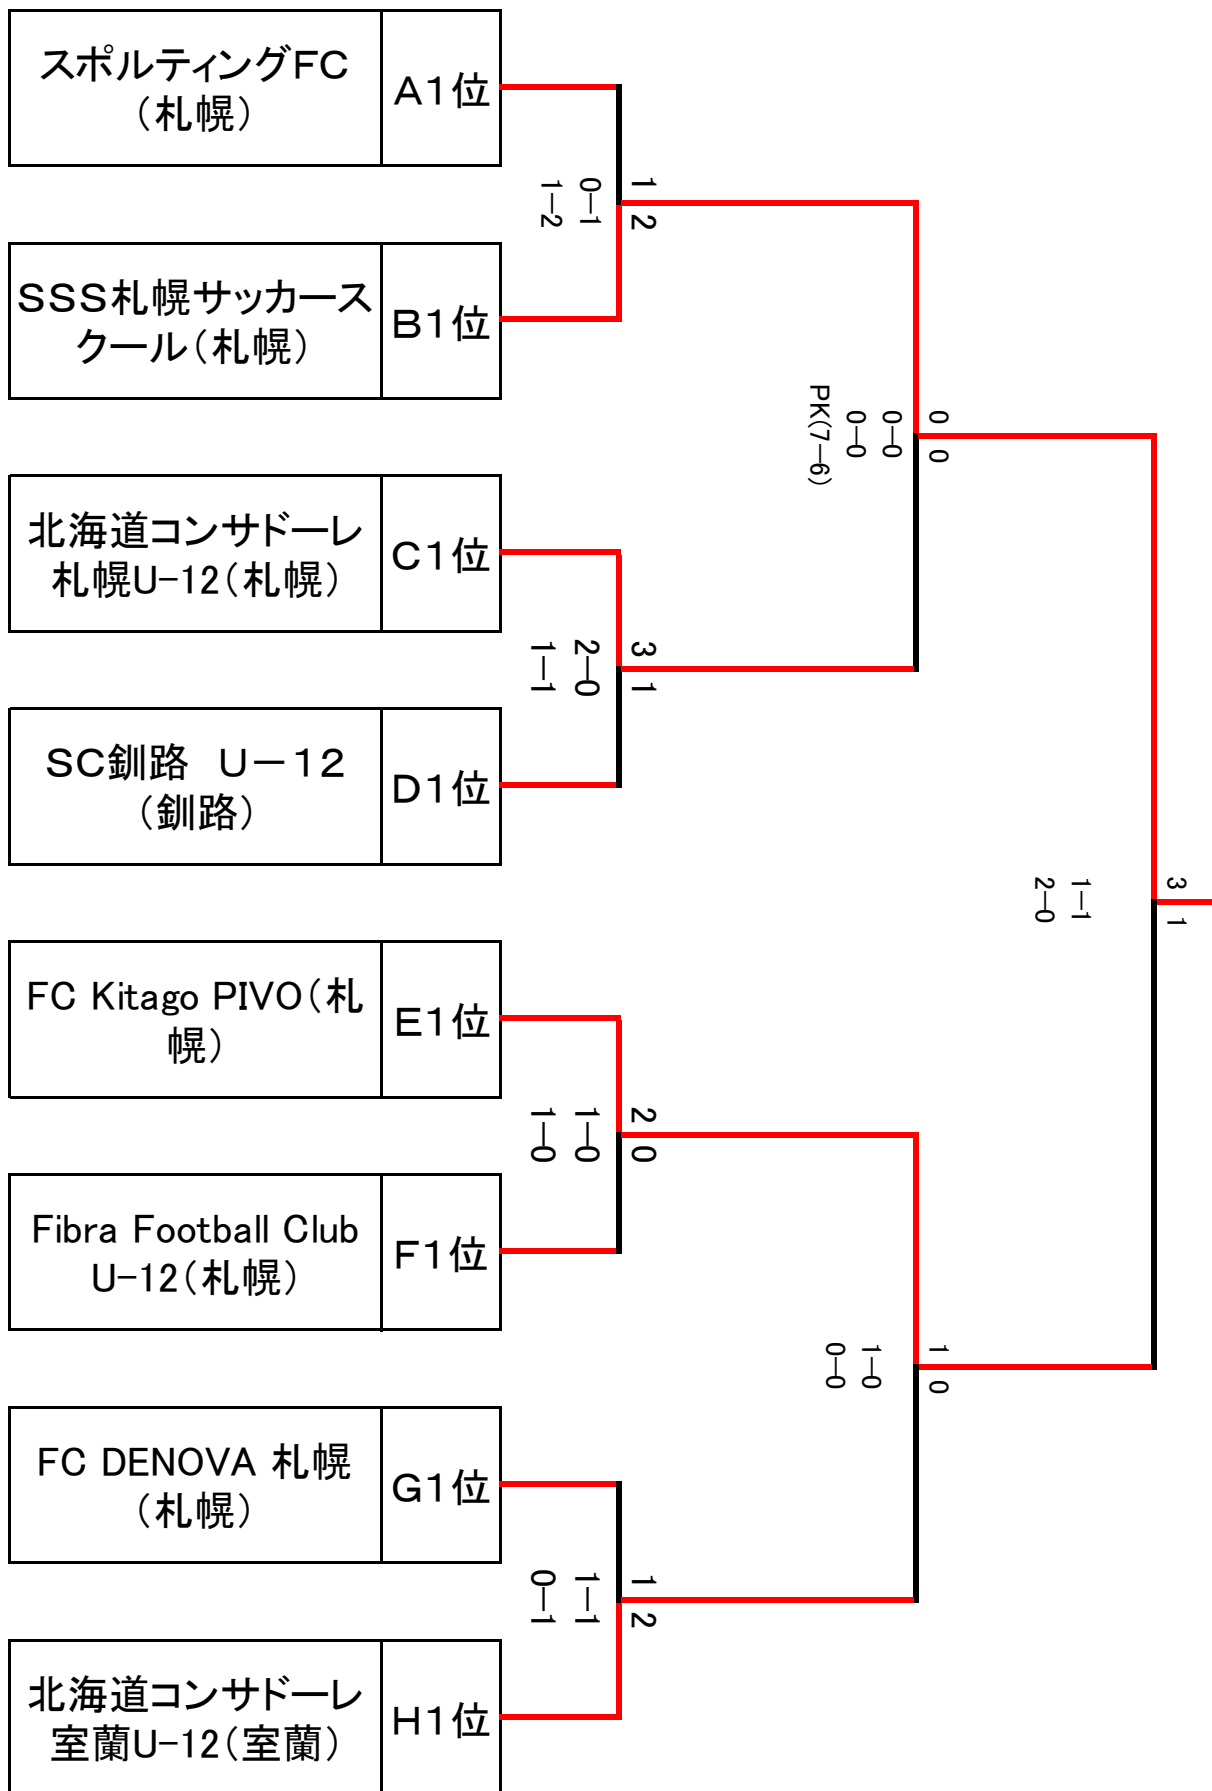 スポルティングFC
（札幌）
A1位
1
2
0―1
1―2
SSS札幌サッカース
クール（札幌）
B1位
0
0
0―0
0―0
PK(7―6)
北海道コンサドーレ
札幌U-12（札幌）
C1位
3
1
2―0
1―1
SC釧路　U－12
（釧路）
D1位
3
1
1―1
2―0
FC Kitago PIVO（札
幌）
E1位
2
0
1―0
1―0
Fibra Football Club
U-12（札幌）
F1位
1
0
1―0
0―0
FC DENOVA 札幌
（札幌）
G1位
1
2
1―1
0―1
北海道コンサドーレ
室蘭U-12（室蘭）
H1位